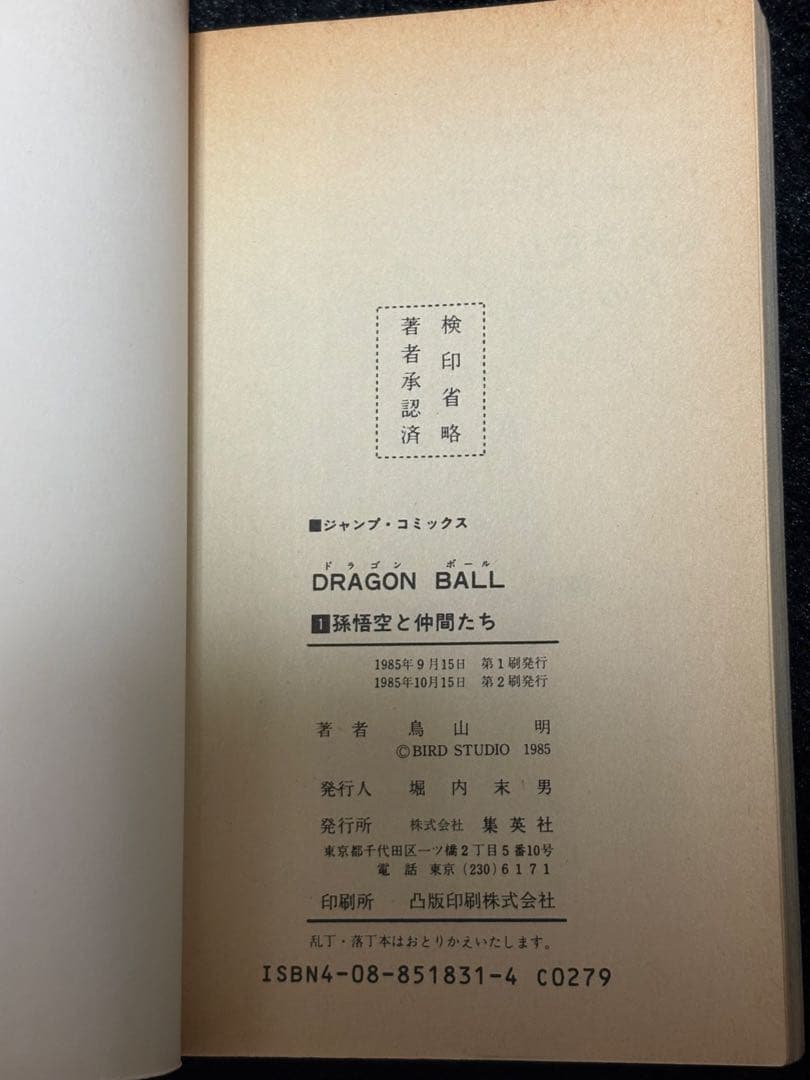 検印省略
著者承認済
■ジャンプ・コミックス
ドラゴン ボール
DRAGON BALL
1孫悟空と仲間たち
1985年9月15日 第1刷発行
1985年10月15日 第2刷発行
著者 鳥山 明
©BIRD STUDIO 1985
発行人 堀内末男
発行所 株式会社 集英社
東京都千代田区一ツ橋2丁目5番10号
電話 東京(230)6171
印刷所 凸版印刷株式会社
乱丁・落丁本はおとりかえいたします。
ISBN4-08-851831-4 C0279